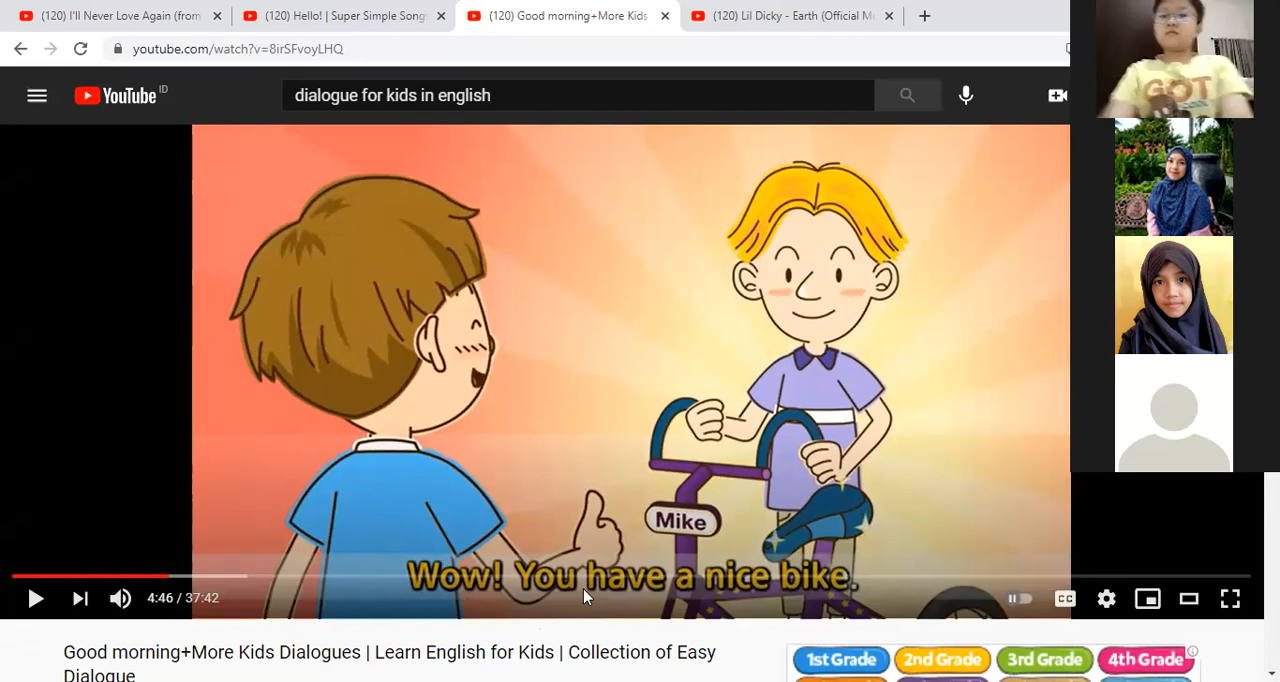 (120) I'll Never Love Again (from
(120) Hello! | Super Simple Song
(120) Good morning+More Kids
(120) Lil Dicky - Earth (Official M
youtube.com/watch?v=8irSFvoyLHQ
YouTube ID
dialogue for kids in english
GOT
Mike
Wow! You have a nice bike.
4:46 / 37:42
CC
Good morning+More Kids Dialogues | Learn English for Kids | Collection of Easy
Dialogue
1st Grade 2nd Grade 3rd Grade 4th Grade